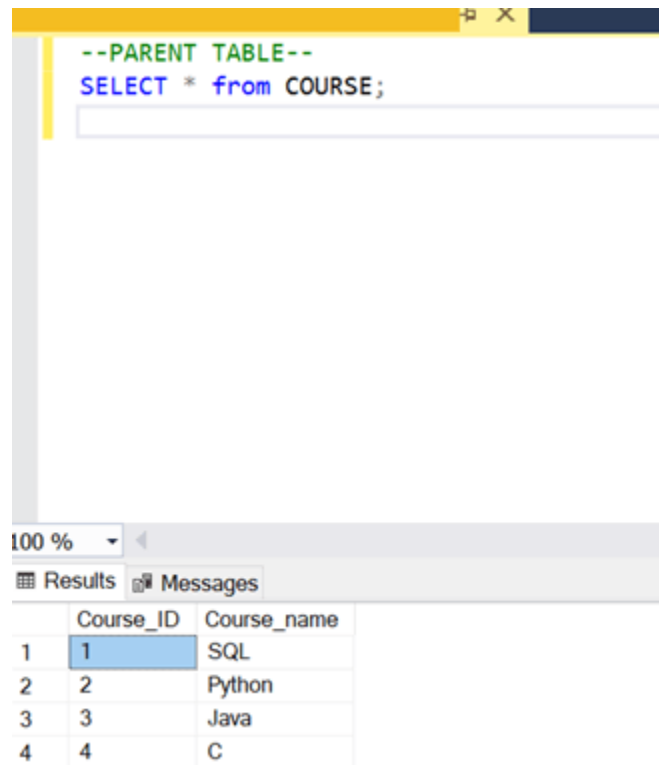 --PARENT TABLE--
SELECT * from COURSE;
100 %
Results Messages
Course_ID Course_name
1 1 SQL
2 2 Python
3 3 Java
4 4 C